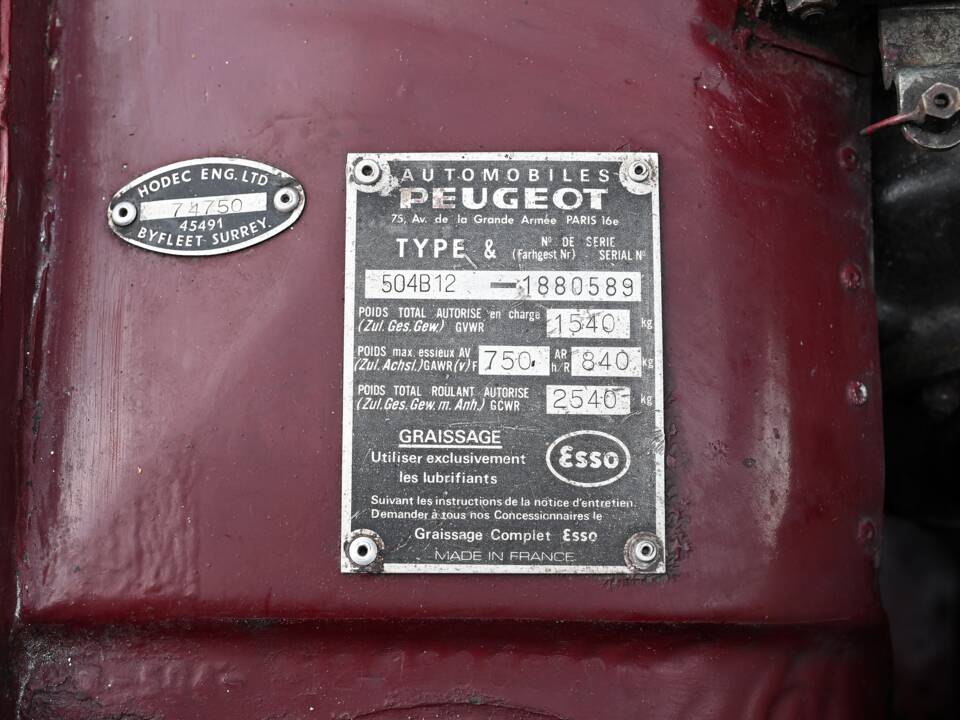 HODEC ENG. LTD
74750
45491
BYFLEET SURREY.
AUTOMOBILES
PEUGEOT
75, Av. de la Grande Armée PARIS 16e
TYPE & (Farhgest Nr) Nº DE SERIE SERIAL Nº
504B12 — 1880589
POIDS TOTAL AUTORISE en charge
(Zul. Ges. Gew.) GVWR 1540 kg
POIDS max. essieux AV
(Zul. Achsl.) GAWR (v) F 750 AR h/R 840 kg
POIDS TOTAL ROULANT AUTORISE
(Zul. Ges. Gew. m. Anh.) GCWR 2540 kg
GRAISSAGE
Utiliser exclusivement
les lubrifiants
Esso
Suivant les instructions de la notice d'entretien.
Demander à tous nos Concessionnaires le
Graissage Complet Esso
MADE IN FRANCE